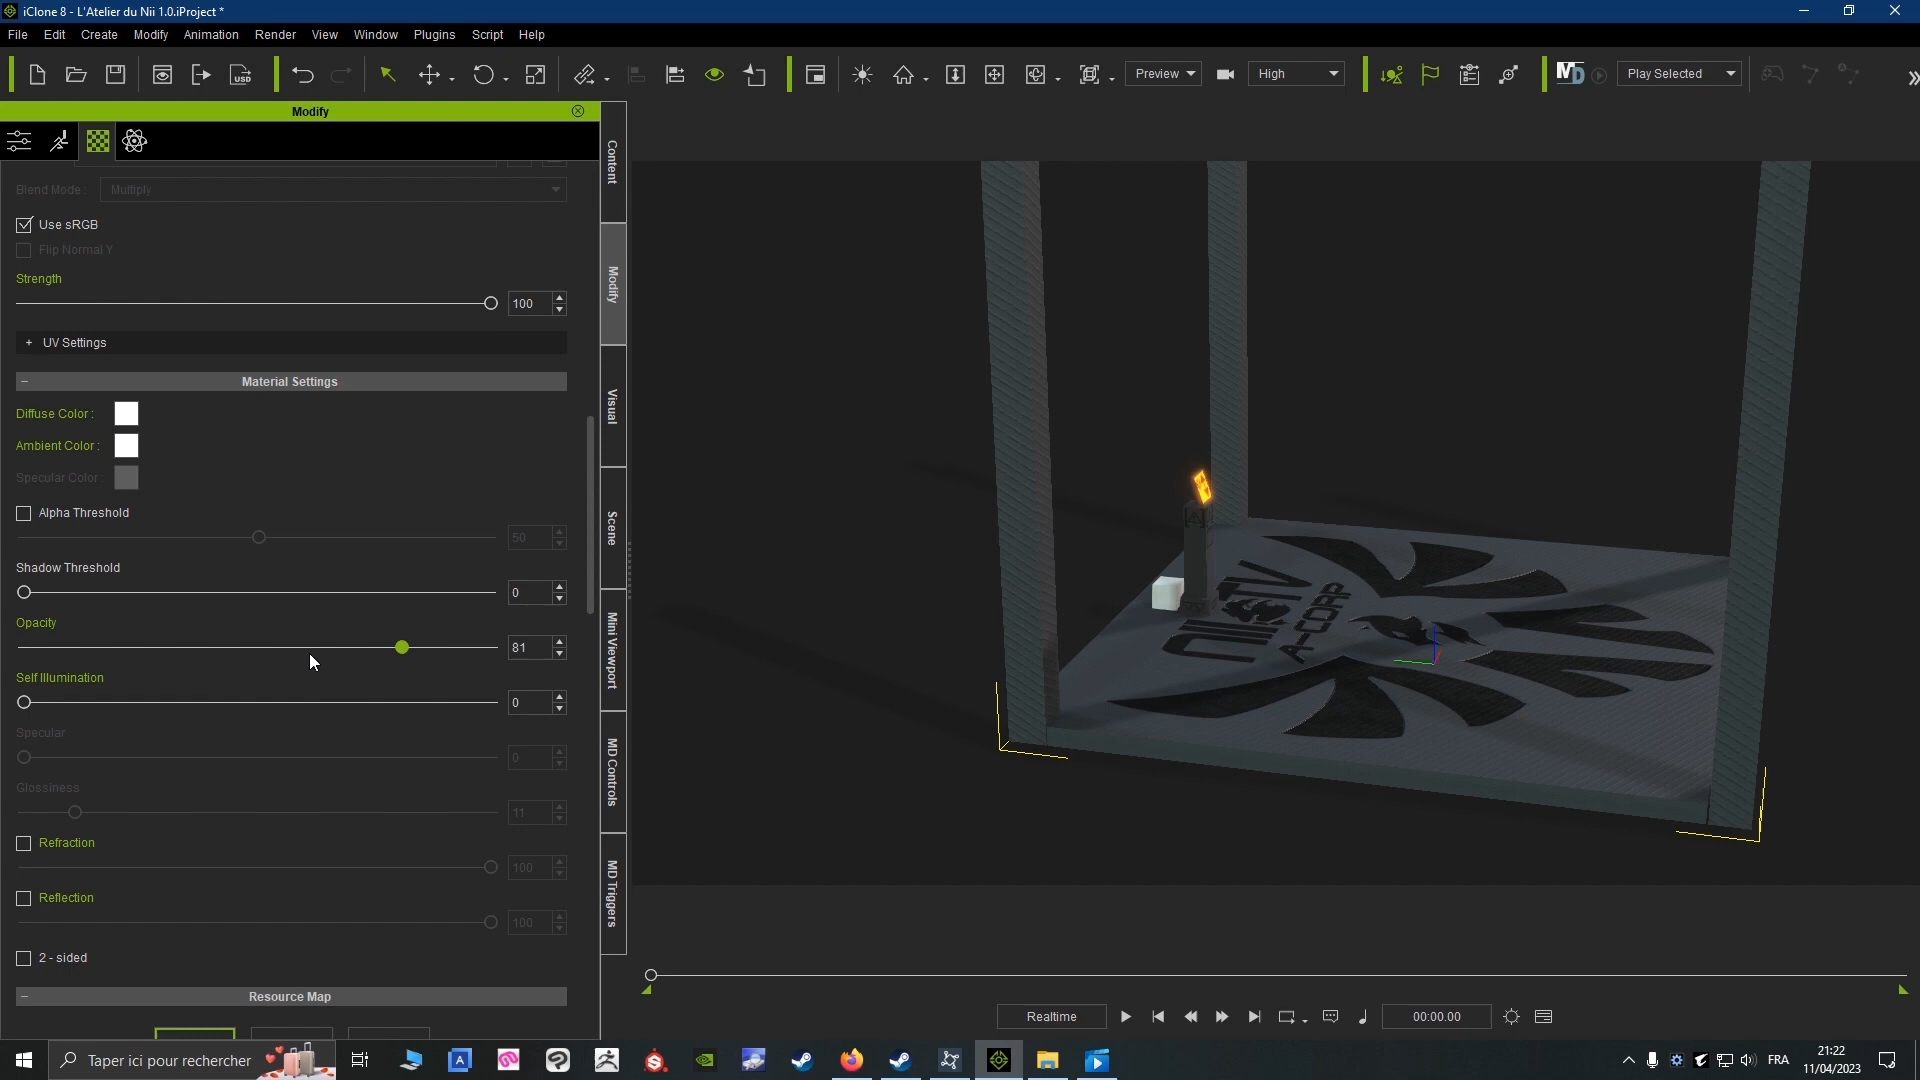 iClone 8 - L'Atelier du Nii 1.0.iProject *
File Edit Create Modify Animation Render View Window Plugins Script Help
Preview High Play Selected
Modify
Content
Modify
Visual
Scene
Mini Viewport
MD Controls
MD Triggers
Blend Mode : Multiply
Use sRGB
Flip Normal Y
Strength
100
+ UV Settings
Material Settings
Diffuse Color :
Ambient Color :
Specular Color
Alpha Threshold
50
Shadow Threshold
0
Opacity
81
Self Illumination
0
Specular
0
Glossiness
11
Refraction
100
Reflection
100
2 - sided
Resource Map
A-CORP
Realtime
00:00.00
Taper ici pour rechercher
FRA
21:22
11/04/2023